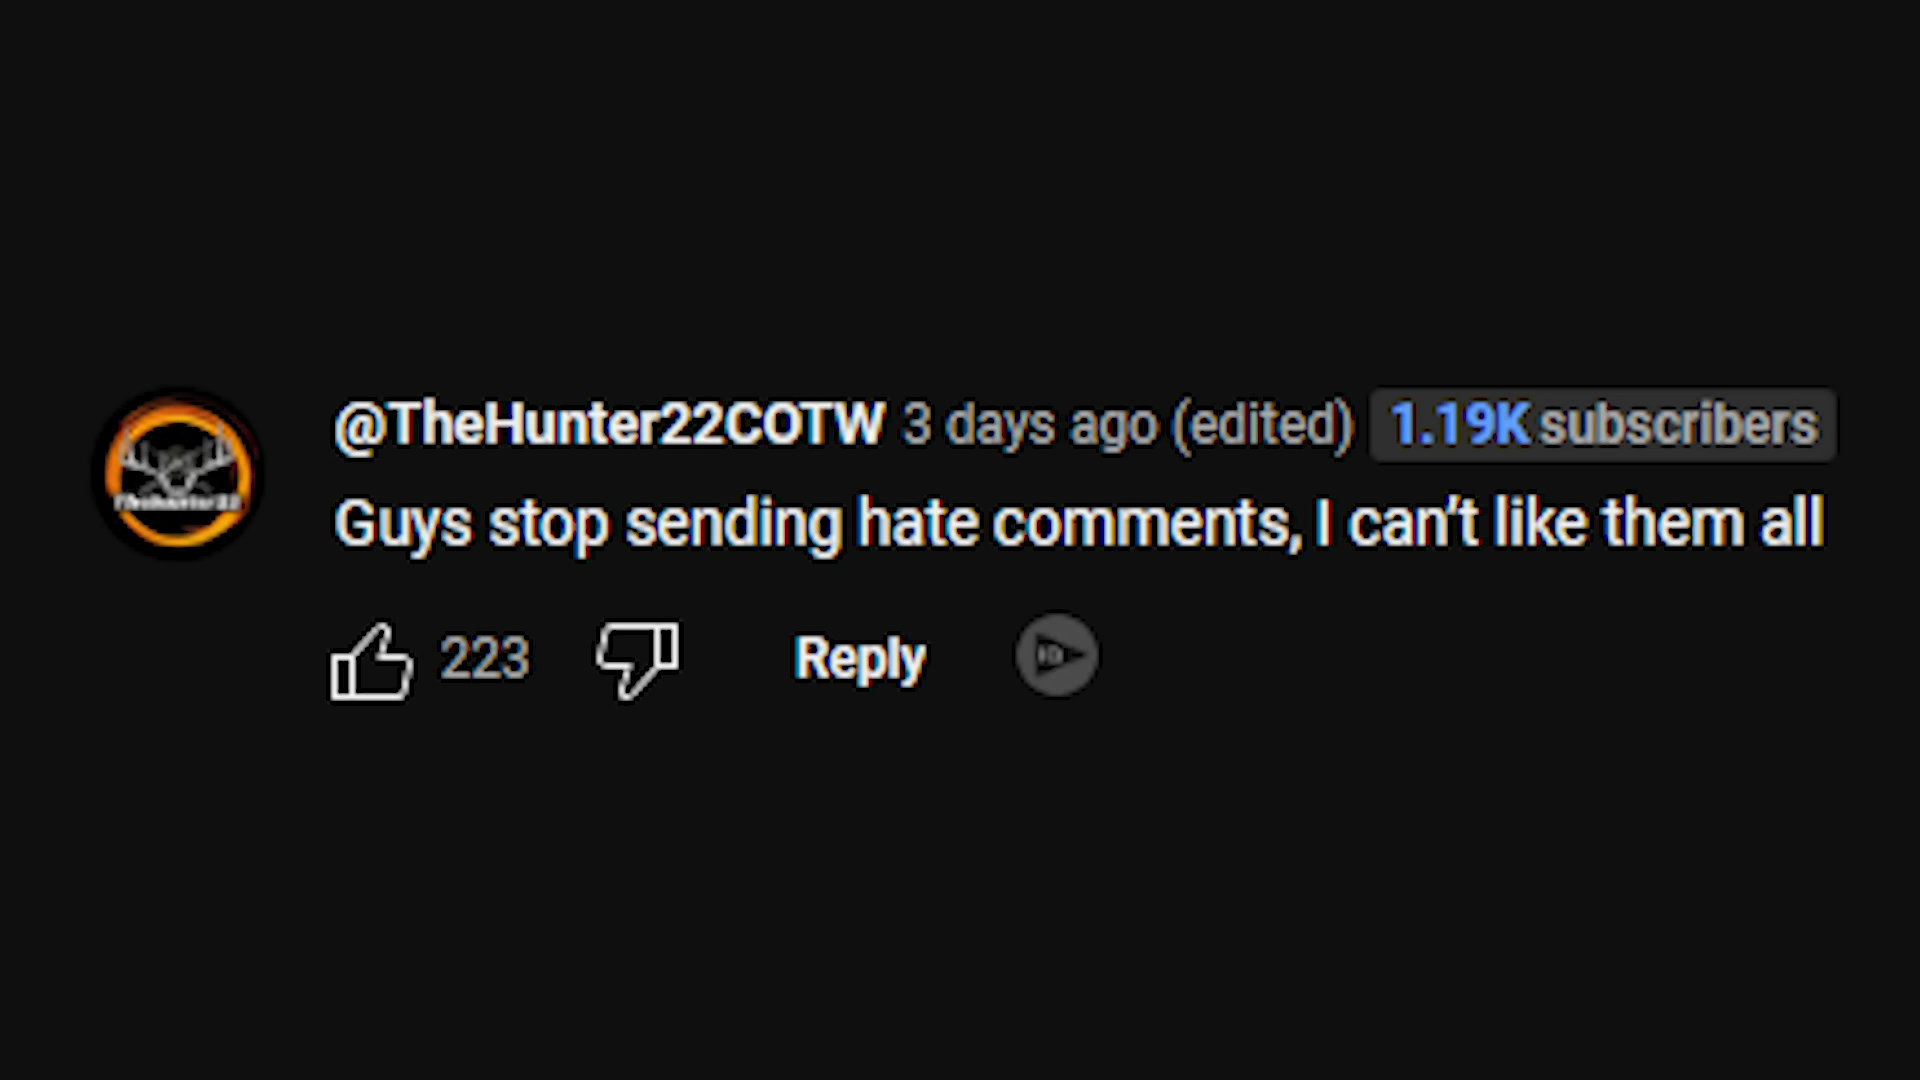 @TheHunter22COTW 3 days ago (edited) 1.19K subscribers
Thehunter22
Guys stop sending hate comments, I can’t like them all
223 Reply